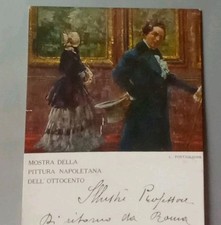 MOSTRA DELLA
PITTURA NAPOLETANA
DELL' OTTOCENTO
Illustre Professore
Di ritorno da Roma